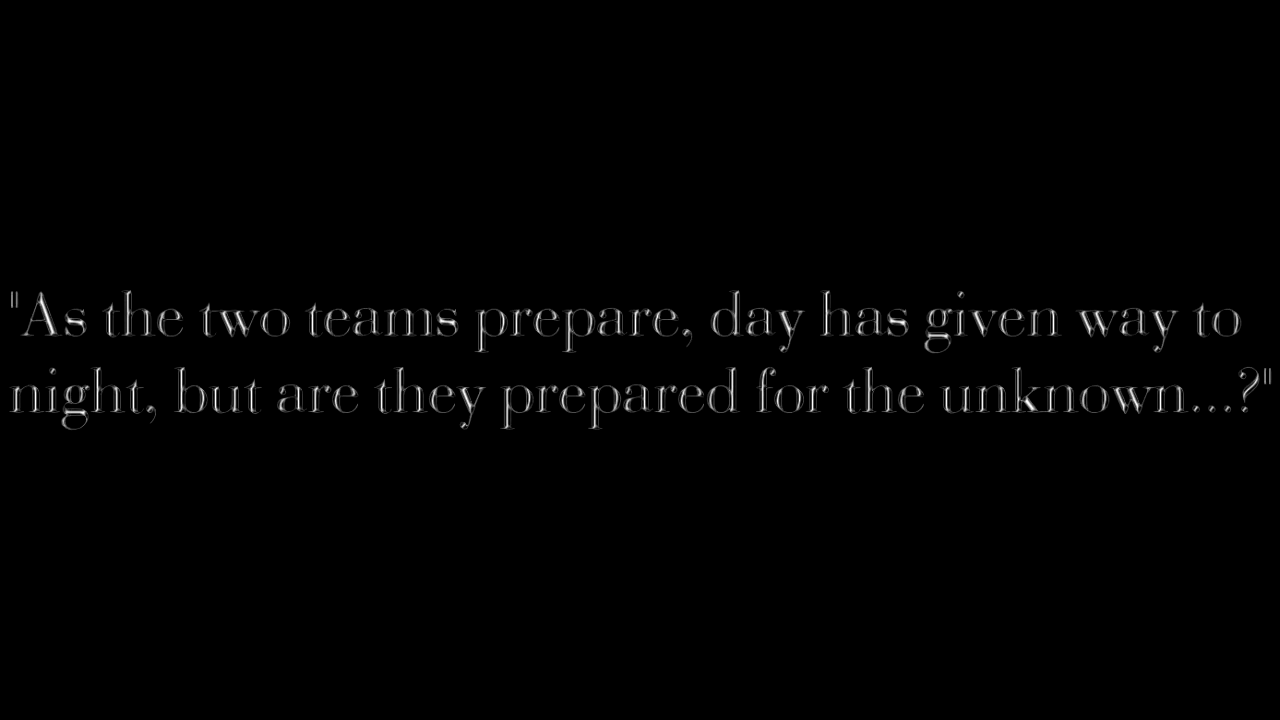 "As the two teams prepare, day has given way to
night, but are they prepared for the unknown...?"